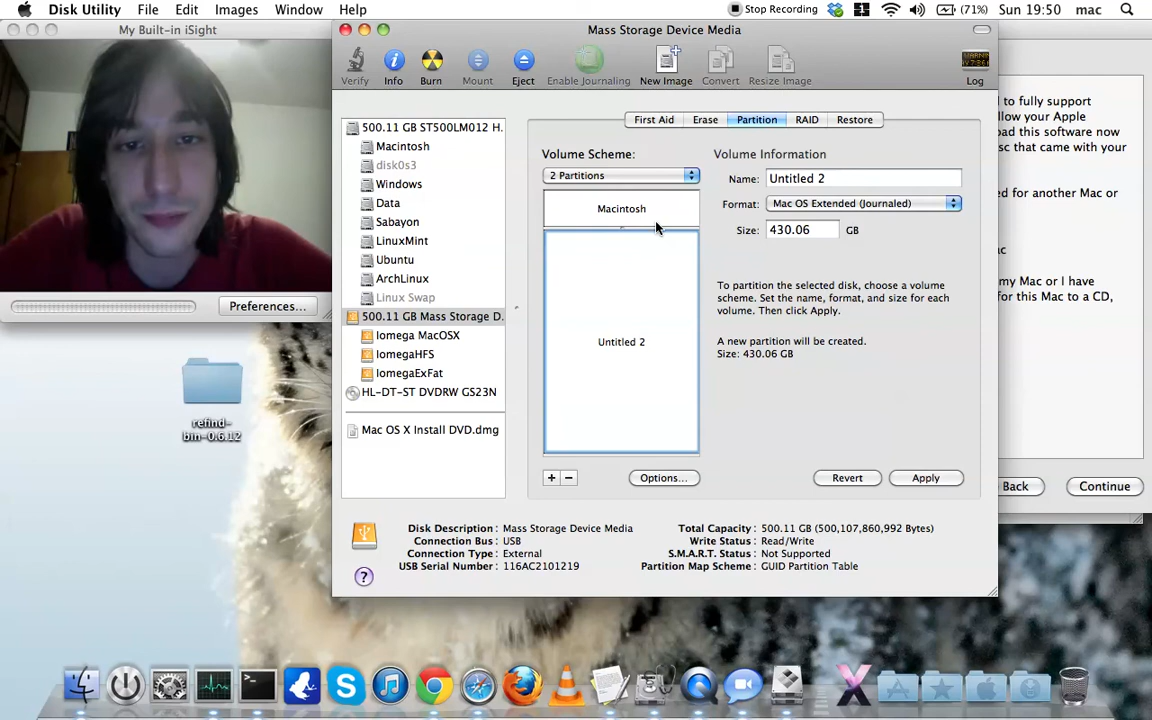 Disk Utility File Edit Images Window Help Stop Recording 1 (71%) Sun 19:50 mac
My Built-in iSight
Preferences...
Mass Storage Device Media
Verify Info Burn Mount Eject Enable Journaling New Image Convert Resize Image Log
500.11 GB ST500LM012 H.
Macintosh
disk0s3
Windows
Data
Sabayon
LinuxMint
Ubuntu
ArchLinux
Linux Swap
500.11 GB Mass Storage D.
Iomega MacOSX
IomegaHFS
IomegaExFat
HL-DT-ST DVDRW GS23N
Mac OS X Install DVD.dmg
First Aid Erase Partition RAID Restore
Volume Scheme:
2 Partitions
Macintosh
Untitled 2
+ − Options...
Volume Information
Name: Untitled 2
Format: Mac OS Extended (Journaled)
Size: 430.06 GB
To partition the selected disk, choose a volume
scheme. Set the name, format, and size for each
volume. Then click Apply.
A new partition will be created.
Size: 430.06 GB
Revert Apply
Disk Description : Mass Storage Device Media
Connection Bus : USB
Connection Type : External
USB Serial Number : 116AC2101219
Total Capacity : 500.11 GB (500,107,860,992 Bytes)
Write Status : Read/Write
S.M.A.R.T. Status : Not Supported
Partition Map Scheme : GUID Partition Table
?
d to fully support
llow your Apple
oad this software now
sc that came with your
ed for another Mac or
ac
my Mac or I have
for this Mac to a CD,
Back Continue
refind-
bin-0.6.12